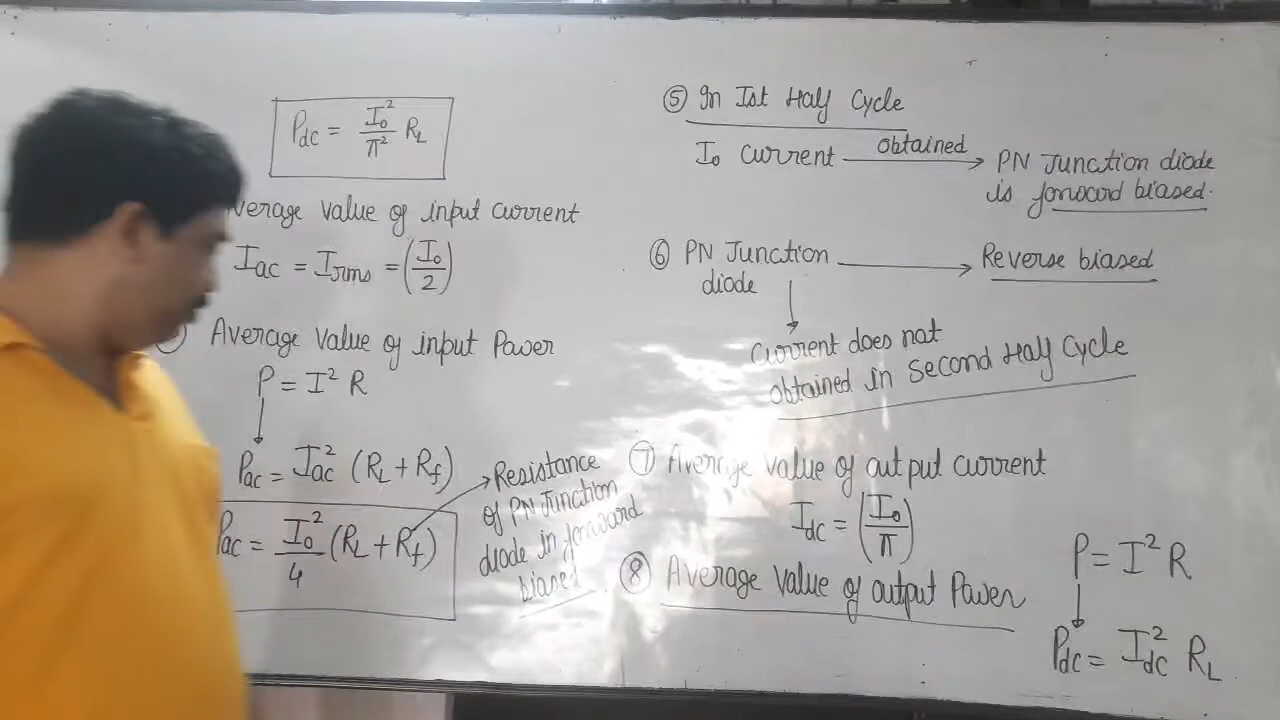 Pdc = I₀²/π² RL
verage value of input current
Iac = Irms = (I₀/2)
Average value of input Power
P = I² R
Pac = Iac² (RL + Rf)
Pac = I₀²/4 (RL + Rf)
Resistance
of PN Junction
diode in forward
biased
⑤ In Ist Half Cycle
I₀ current obtained → PN Junction diode
is forward biased.
⑥ PN Junction → Reverse biased
diode
current does not
obtained in second Half Cycle
⑦ Average value of output current
Idc = (I₀/π)
⑧ Average value of output Power
P = I² R
Pdc = Idc² RL